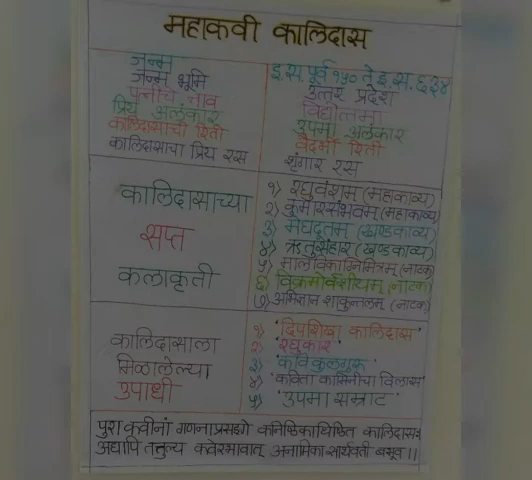 महाकवी कालिदास
जन्म
जन्म भूमि
पत्नीचे नाव
प्रिय अलंकार
कालिदासाची रिती
कालिदासाचा प्रिय रस
इ.स.पूर्व १५० ते इ.स.६३४
उत्तर प्रदेश
विद्योत्तमा
उपमा अलंकार
वैदर्भी रिती
शृंगार रस
कालिदासाच्या
सप्त
कलाकृती
१) रघुवंशम् (महाकाव्य)
२) कुमारसंभवम् (महाकाव्य)
३) मेघदूतम् (खण्डकाव्य)
४) ऋतुसंहार (खण्डकाव्य)
५) मालविकाग्निमित्रम् (नाटक)
६) विक्रमोर्वशीयम् (नाटक)
७) अभिज्ञान शाकुन्तलम् (नाटक)
कालिदासाला
मिळालेल्या
उपाधी
१) 'दिपशिखा कालिदास'
२) 'रघुकार'
३) 'कविकुलगुरू'
४) 'कविता कामिनीचा विलास'
५) 'उपमा सम्राट'
पुरा कवीनां गणनाप्रसङ्गे कनिष्ठिकाधिष्ठित कालिदासः
अद्यापि तत्तुल्य कवेरभावात् अनामिका सार्थवती बभूव ।।